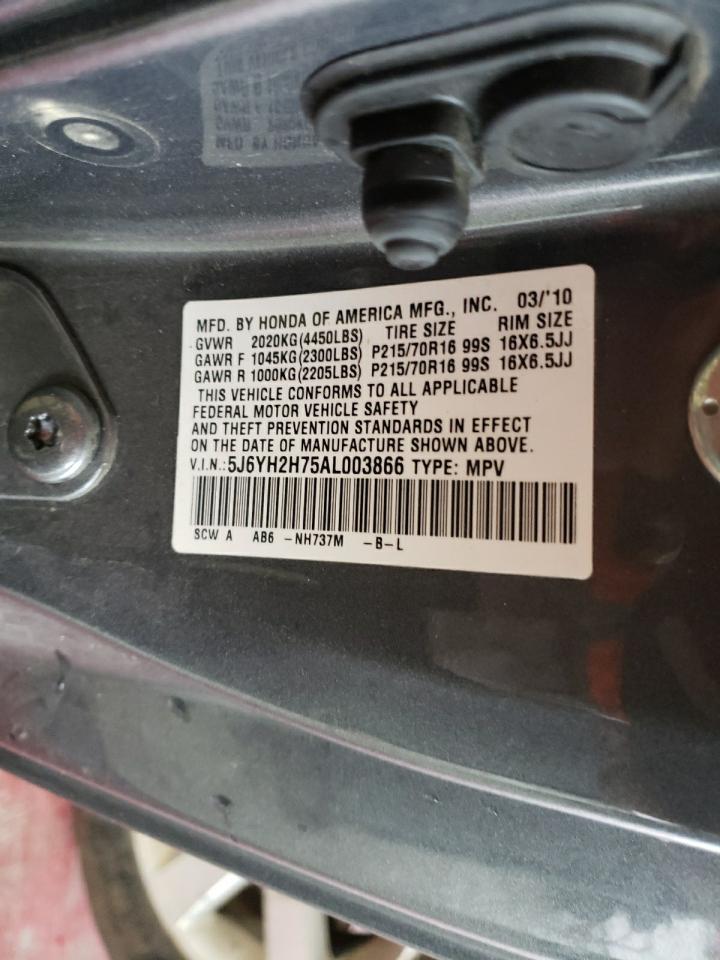 MFD. BY HONDA OF AMERICA MFG., INC. 03/'10
GVWR 2020KG(4450LBS) TIRE SIZE RIM SIZE
GAWR F 1045KG(2300LBS) P215/70R16 99S 16X6.5JJ
GAWR R 1000KG(2205LBS) P215/70R16 99S 16X6.5JJ
THIS VEHICLE CONFORMS TO ALL APPLICABLE
FEDERAL MOTOR VEHICLE SAFETY
AND THEFT PREVENTION STANDARDS IN EFFECT
ON THE DATE OF MANUFACTURE SHOWN ABOVE.
V.I.N.:5J6YH2H75AL003866 TYPE: MPV
SCW A AB6 -NH737M -B-L